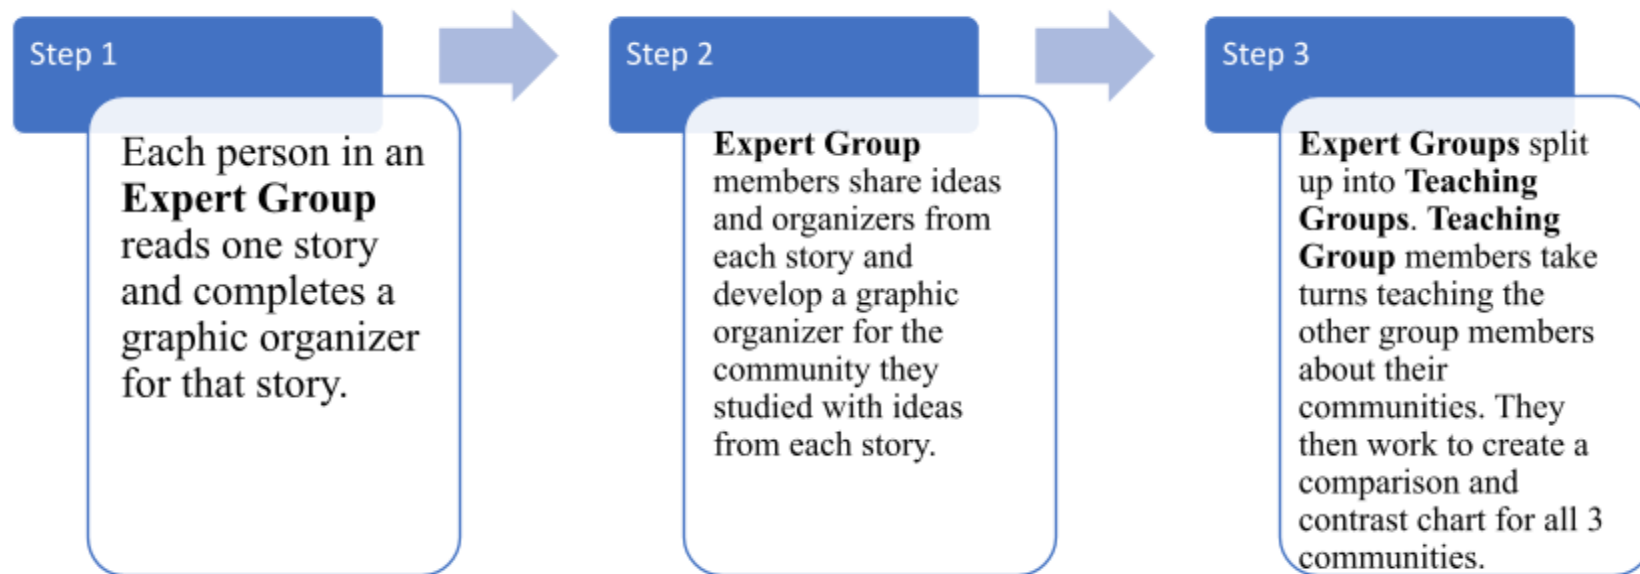 Step 1
Each person in an
Expert Group
reads one story
and completes a
graphic organizer
for that story.
Step 2
Expert Group
members share ideas
and organizers from
each story and
develop a graphic
organizer for the
community they
studied with ideas
from each story.
Step 3
Expert Groups split
up into Teaching
Groups. Teaching
Group members take
turns teaching the
other group members
about their
communities. They
then work to create a
comparison and
contrast chart for all 3
communities.